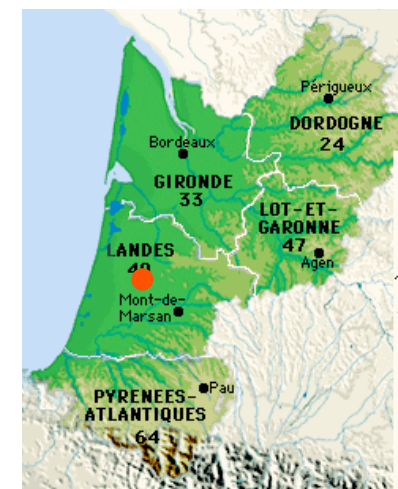 Périgueux
DORDOGNE
24
Bordeaux
GIRONDE
33
LOT-ET-
GARONNE
47
Agen
LANDES
40
Mont-de-
Marsan
PYRENEES-
ATLANTIQUES
64
Pau